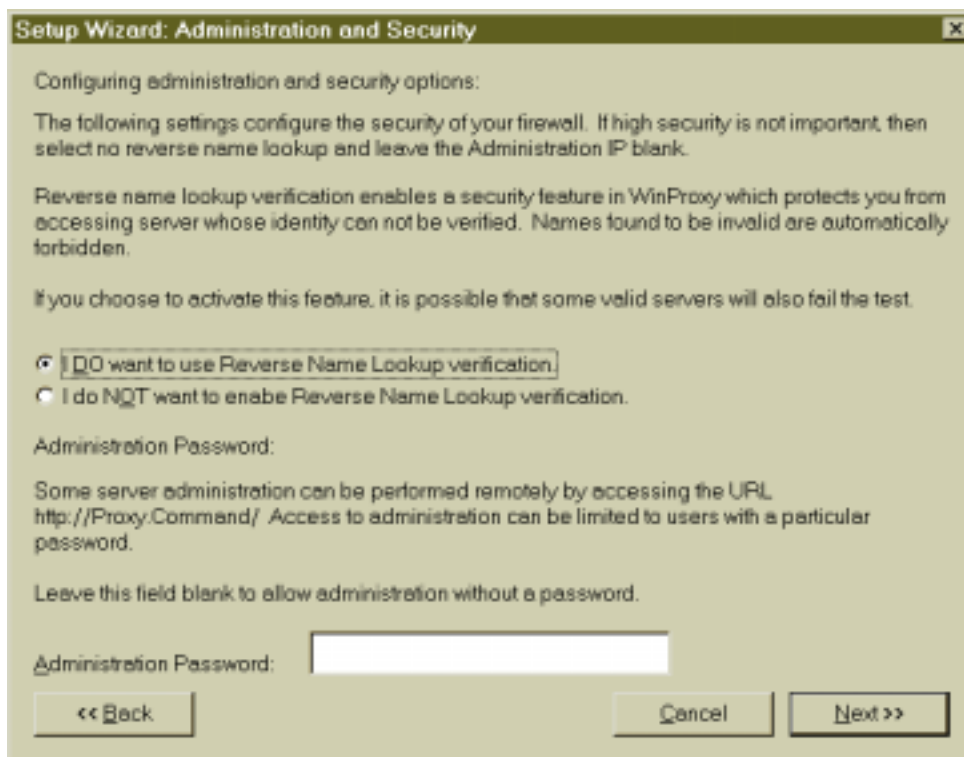 Setup Wizard: Administration and Security
Configuring administration and security options:
The following settings configure the security of your firewall. If high security is not important, then
select no reverse name lookup and leave the Administration IP blank.
Reverse name lookup verification enables a security feature in WinProxy which protects you from
accessing server whose identity can not be verified. Names found to be invalid are automatically
forbidden.
If you choose to activate this feature, it is possible that some valid servers will also fail the test.
I DO want to use Reverse Name Lookup verification.
I do NOT want to enabe Reverse Name Lookup verification.
Administration Password:
Some server administration can be performed remotely by accessing the URL
http://Proxy.Command/ Access to administration can be limited to users with a particular
password.
Leave this field blank to allow administration without a password.
Administration Password:
<< Back
Cancel
Next >>